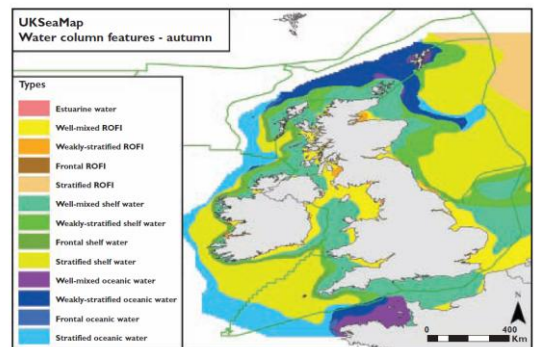 UKSeaMap
Water column features - autumn
Types
Estuarine water
Well-mixed ROFI
Weakly-stratified ROFI
Frontal ROFI
Stratified ROFI
Well-mixed shelf water
Weakly-stratified shelf water
Frontal shelf water
Stratified shelf water
Well-mixed oceanic water
Weakly-stratified oceanic water
Frontal oceanic water
Stratified oceanic water
N
0 400
Km